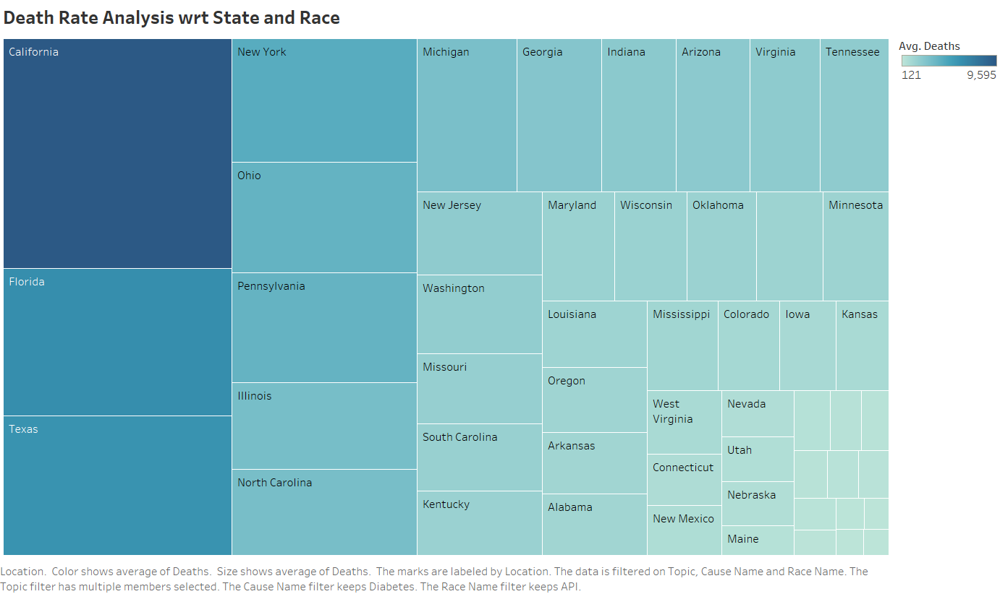 Death Rate Analysis wrt State and Race
California
New York
Michigan
Georgia
Indiana
Arizona
Virginia
Tennessee
Avg. Deaths
121
9,595
Ohio
New Jersey
Maryland
Wisconsin
Oklahoma
Minnesota
Florida
Pennsylvania
Washington
Louisiana
Mississippi
Colorado
Iowa
Kansas
Missouri
Oregon
Illinois
West
Virginia
Nevada
Texas
South Carolina
Arkansas
Utah
Connecticut
North Carolina
Kentucky
Alabama
Nebraska
New Mexico
Maine
Location.  Color shows average of Deaths.  Size shows average of Deaths.  The marks are labeled by Location. The data is filtered on Topic, Cause Name and Race Name. The
Topic filter has multiple members selected. The Cause Name filter keeps Diabetes. The Race Name filter keeps API.